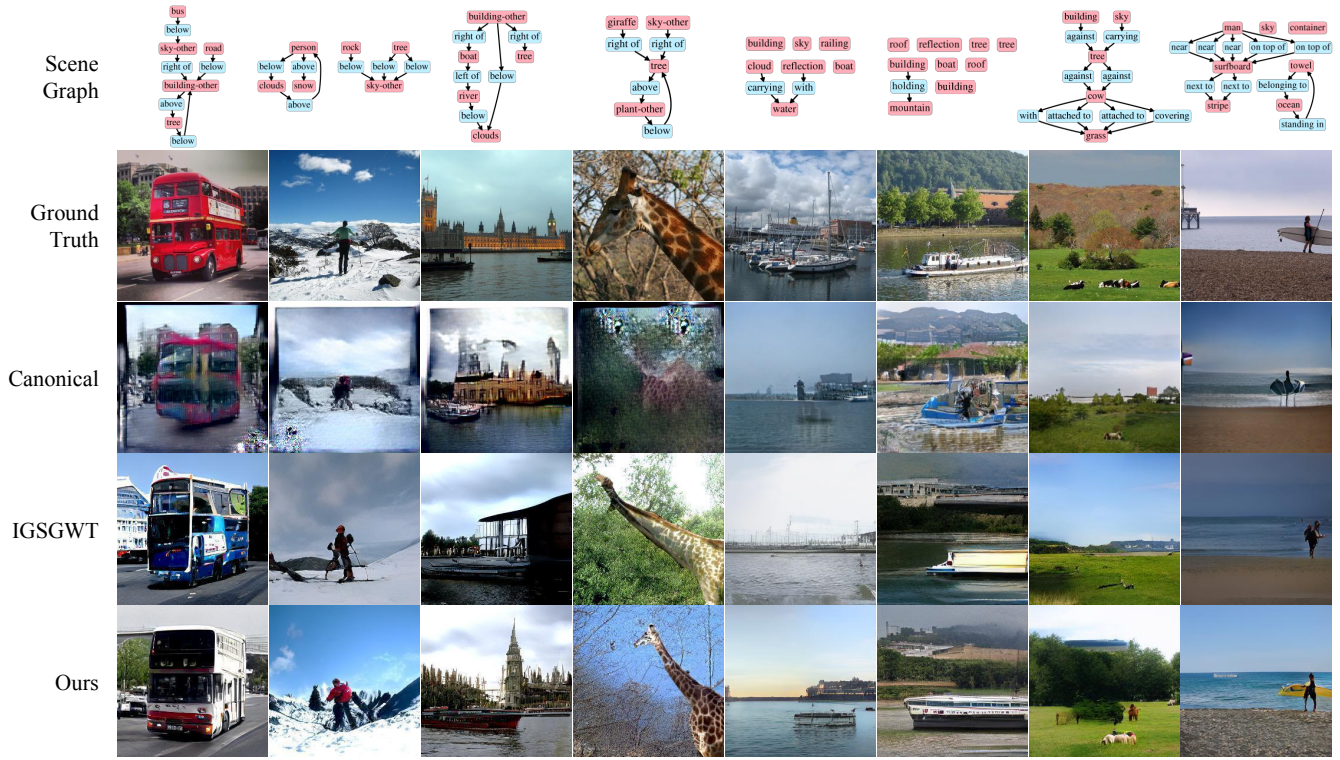 Scene
Graph
bus
below
sky-other road
right of below
building-other
above
tree
below
person
below above
clouds snow
above
rock tree
below below below
sky-other
building-other
right of right of
boat tree
left of below
river
below
clouds
giraffe sky-other
right of right of
tree
above
plant-other
below
building sky railing
cloud reflection boat
carrying with
water
roof reflection tree tree
building boat roof
holding building
mountain
building sky
against carrying
tree
against against
cow
with attached to attached to covering
grass
man sky container
near near near on top of on top of
surfboard towel
next to next to belonging to
stripe ocean
standing in
Ground
Truth
Canonical
IGSGWT
Ours